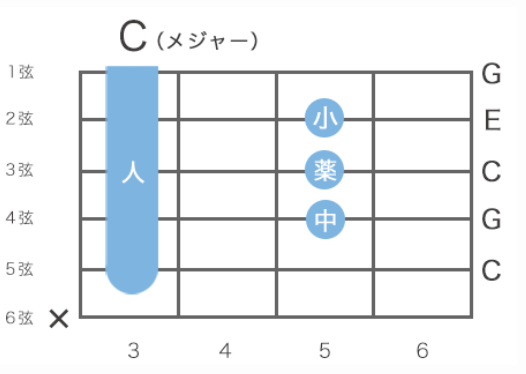 C (メジャー)
1弦 G
2弦 小 E
3弦 人 薬 C
4弦 中 G
5弦 C
6弦 ×
3 4 5 6